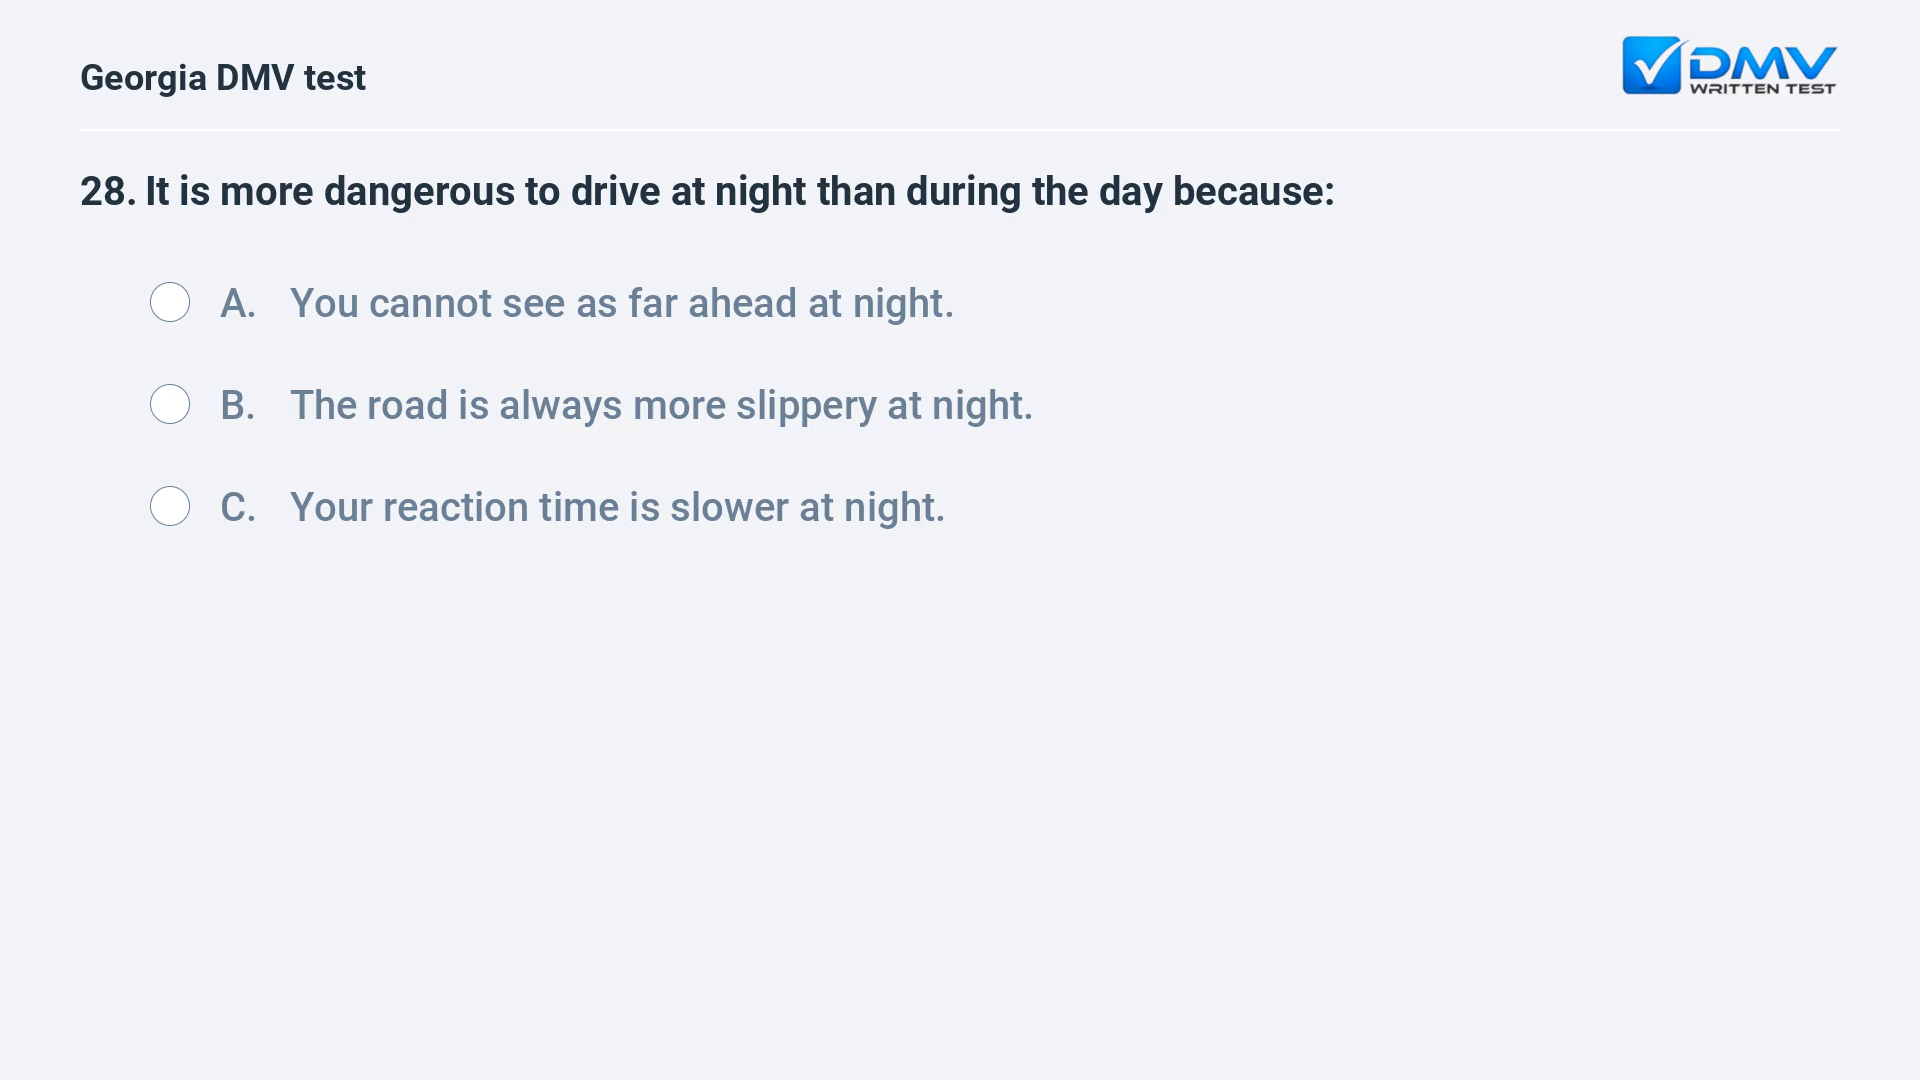 Georgia DMV test
DMV
WRITTEN TEST
28. It is more dangerous to drive at night than during the day because:
A. You cannot see as far ahead at night.
B. The road is always more slippery at night.
C. Your reaction time is slower at night.